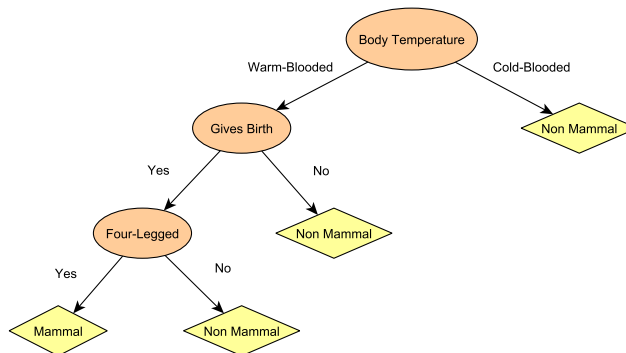 Body Temperature
Warm-Blooded
Cold-Blooded
Gives Birth
Non Mammal
Yes
No
Four-Legged
Non Mammal
Yes
No
Mammal
Non Mammal